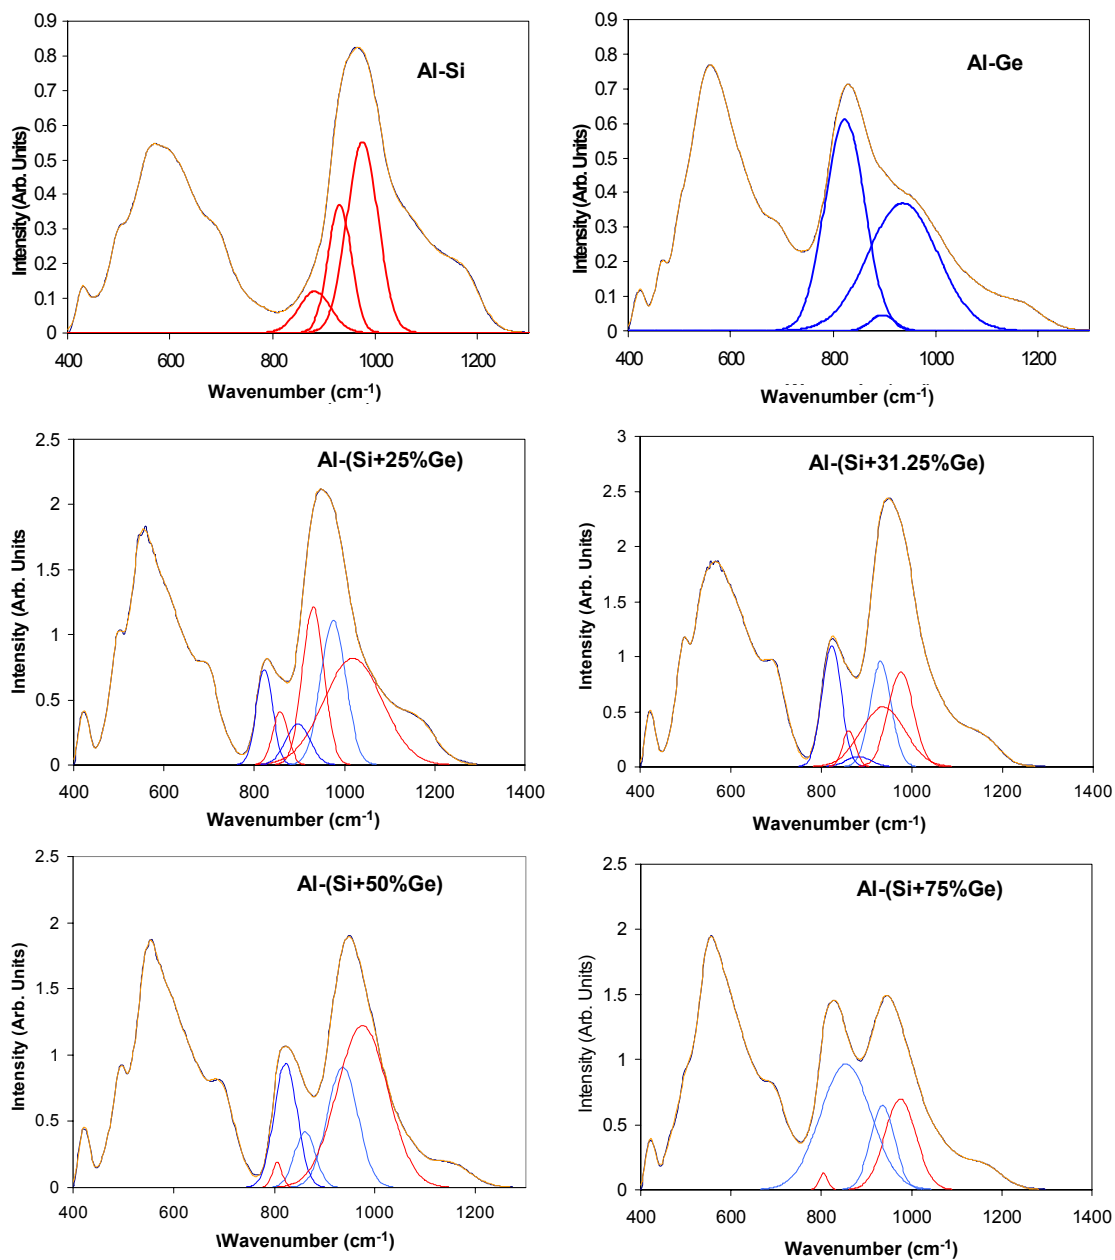 Al-Si
Intensity (Arb. Units)
0.9
0.8
0.7
0.6
0.5
0.4
0.3
0.2
0.1
0
400 600 800 1000 1200
Wavenumber (cm-1)
Al-Ge
Intensity (Arb. Units)
0.9
0.8
0.7
0.6
0.5
0.4
0.3
0.2
0.1
0
400 600 800 1000 1200
Wavenumber (cm-1)
Al-(Si+25%Ge)
Intensity (Arb. Units
2.5
2
1.5
1
0.5
0
400 600 800 1000 1200 1400
Wavenumber (cm-1)
Al-(Si+31.25%Ge)
Intensity (Arb. Units)
3
2.5
2
1.5
1
0.5
0
400 600 800 1000 1200 1400
Wavenumber (cm-1)
Al-(Si+50%Ge)
Intensity (Arb. Units)
2.5
2
1.5
1
0.5
0
400 600 800 1000 1200
Wavenumber (cm-1)
Al-(Si+75%Ge)
Intensity (Arb. Units)
2.5
2
1.5
1
0.5
0
400 600 800 1000 1200 1400
Wavenumber (cm-1)